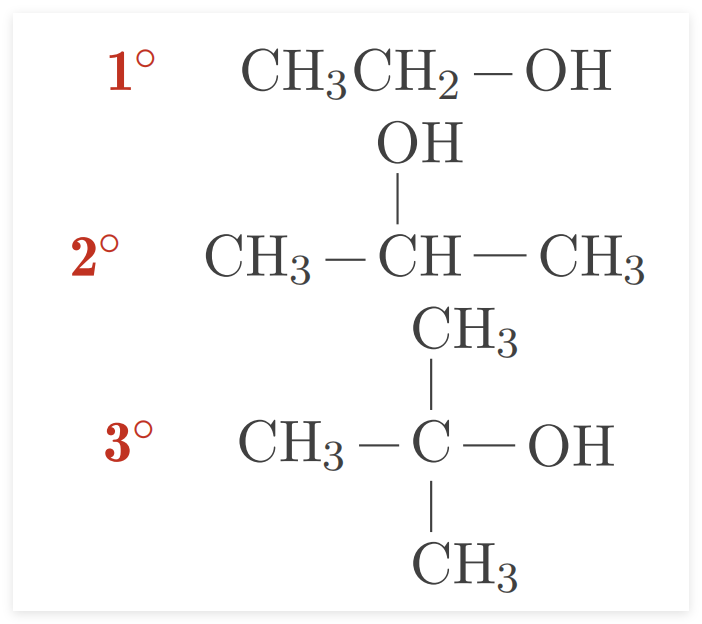 1° CH₃CH₂−OH
OH
|
2° CH₃−CH−CH₃
CH₃
|
3° CH₃−C−OH
|
CH₃